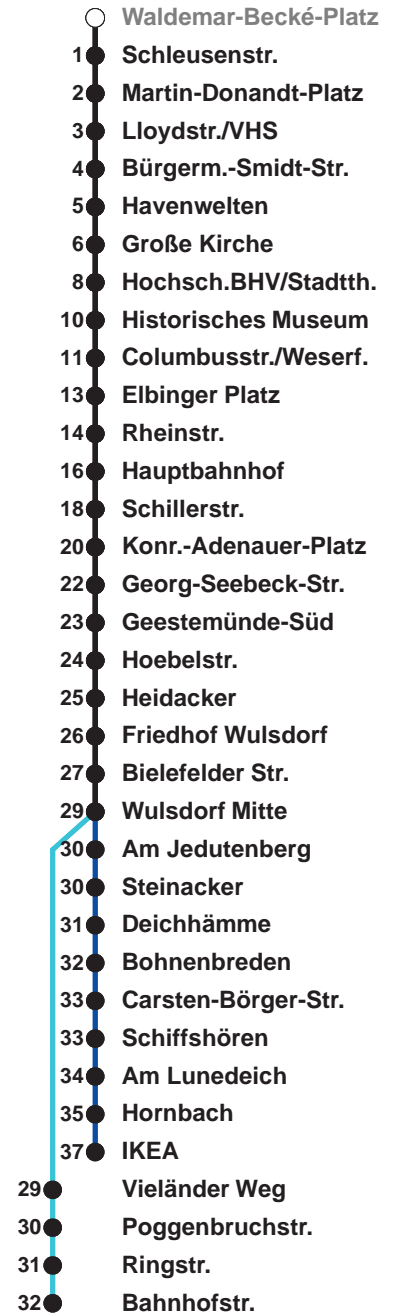 Waldemar-Becké-Platz
1 Schleusenstr.
2 Martin-Donandt-Platz
3 Lloydstr./VHS
4 Bürgerm.-Smidt-Str.
5 Havenwelten
6 Große Kirche
8 Hochsch.BHV/Stadtth.
10 Historisches Museum
11 Columbusstr./Weserf.
13 Elbinger Platz
14 Rheinstr.
16 Hauptbahnhof
18 Schillerstr.
20 Konr.-Adenauer-Platz
22 Georg-Seebeck-Str.
23 Geestemünde-Süd
24 Hoebelstr.
25 Heidacker
26 Friedhof Wulsdorf
27 Bielefelder Str.
29 Wulsdorf Mitte
30 Am Jedutenberg
30 Steinacker
31 Deichhämme
32 Bohnenbreden
33 Carsten-Börger-Str.
33 Schiffshören
34 Am Lunedeich
35 Hornbach
37 IKEA
29 Vieländer Weg
30 Poggenbruchstr.
31 Ringstr.
32 Bahnhofstr.